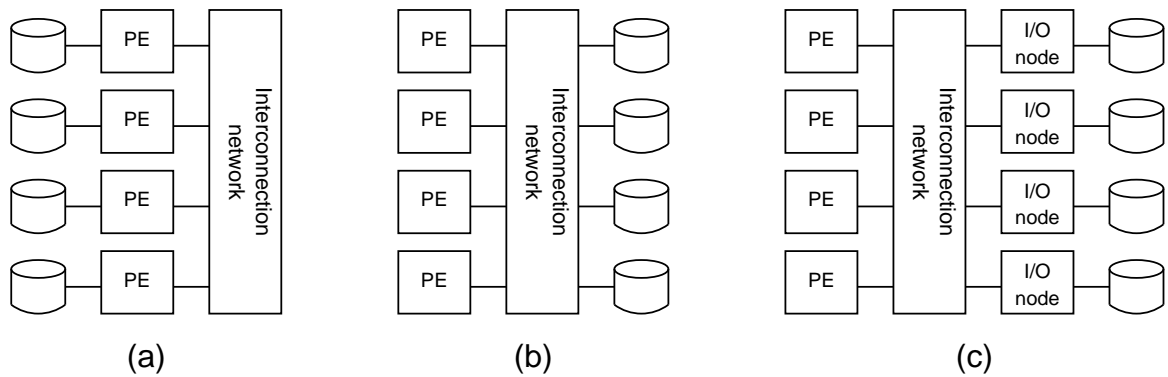 PE
PE
PE
PE
Interconnection
network
(a)
PE
PE
PE
PE
Interconnection
network
(b)
PE
PE
PE
PE
Interconnection
network
I/O
node
I/O
node
I/O
node
I/O
node
(c)